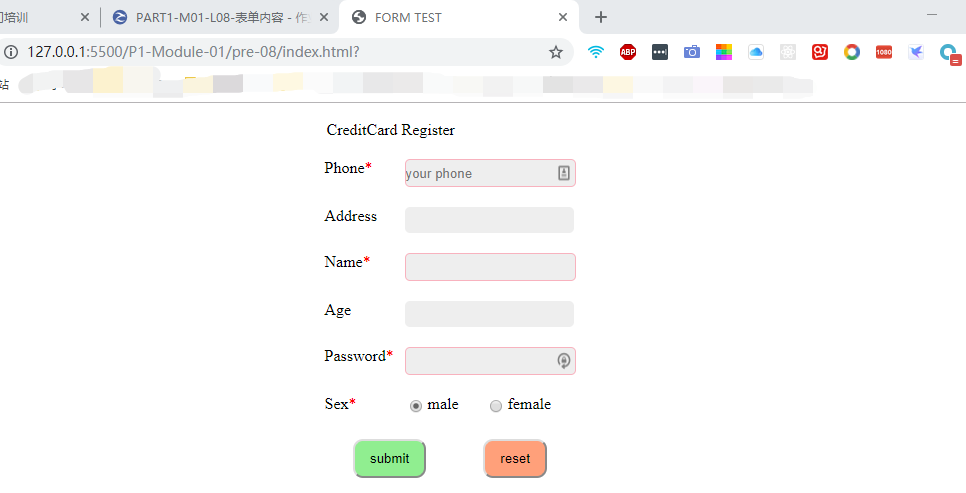 培训
PART1-M01-L08-表单内容 - 作
FORM TEST
127.0.0.1:5500/P1-Module-01/pre-08/index.html?
ABP
1080
站
CreditCard Register
Phone*
your phone
Address
Name*
Age
Password*
Sex*
male
female
submit
reset